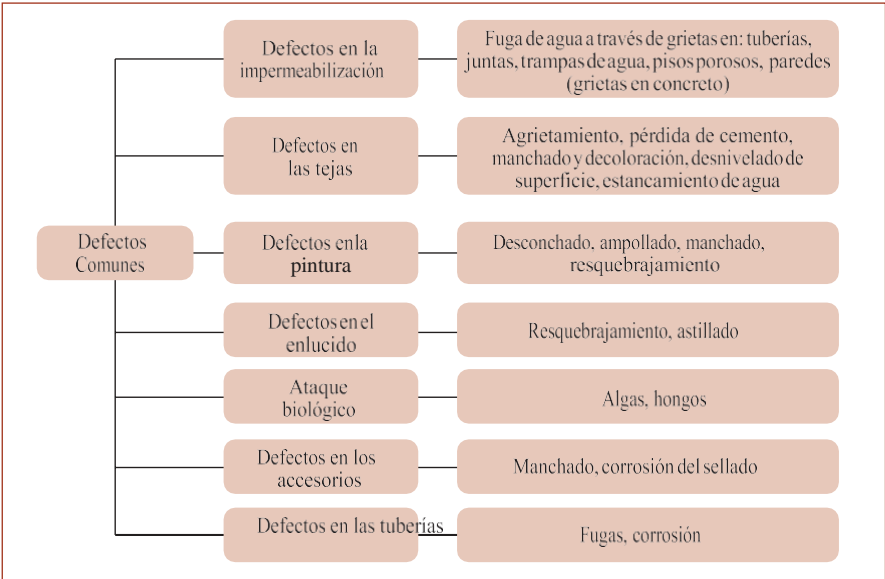 Defectos en la
impermeabilización
Fuga de agua a través de grietas en: tuberías,
juntas, trampas de agua, pisos porosos, paredes
(grietas en concreto)
Defectos en
las tejas
Agrietamiento, pérdida de cemento,
manchado y decoloración, desnivelado de
superficie, estancamiento de agua
Defectos
Comunes
Defectos en la
pintura
Desconchado, ampollado, manchado,
resquebrajamiento
Defectos en el
enlucido
Resquebrajamiento, astillado
Ataque
biológico
Algas, hongos
Defectos en los
accesorios
Manchado, corrosión del sellado
Defectos en las tuberías
Fugas, corrosión